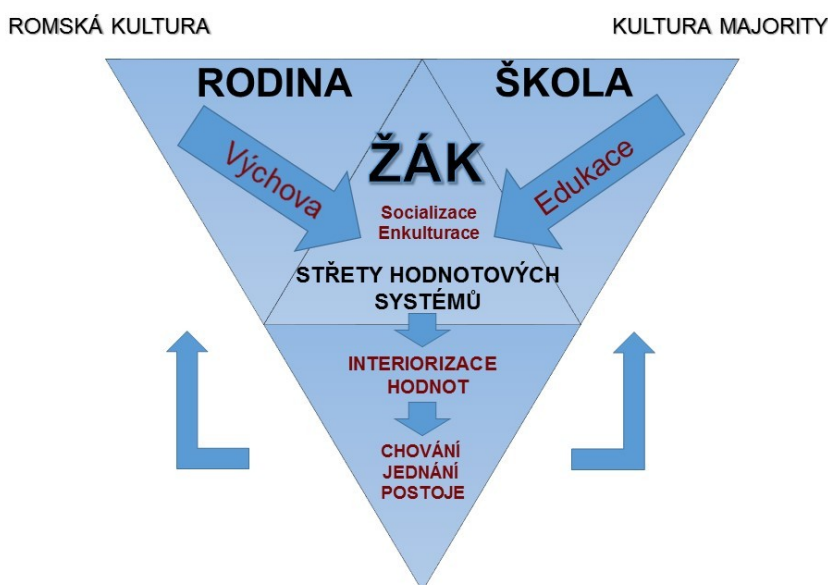 ROMSKÁ KULTURA
KULTURA MAJORITY
RODINA
ŠKOLA
ŽÁK
Výchova
Edukace
Socializace
Enkulturace
STŘETY HODNOTOVÝCH
SYSTÉMŮ
INTERIORIZACE
HODNOT
CHOVÁNÍ
JEDNÁNÍ
POSTOJE